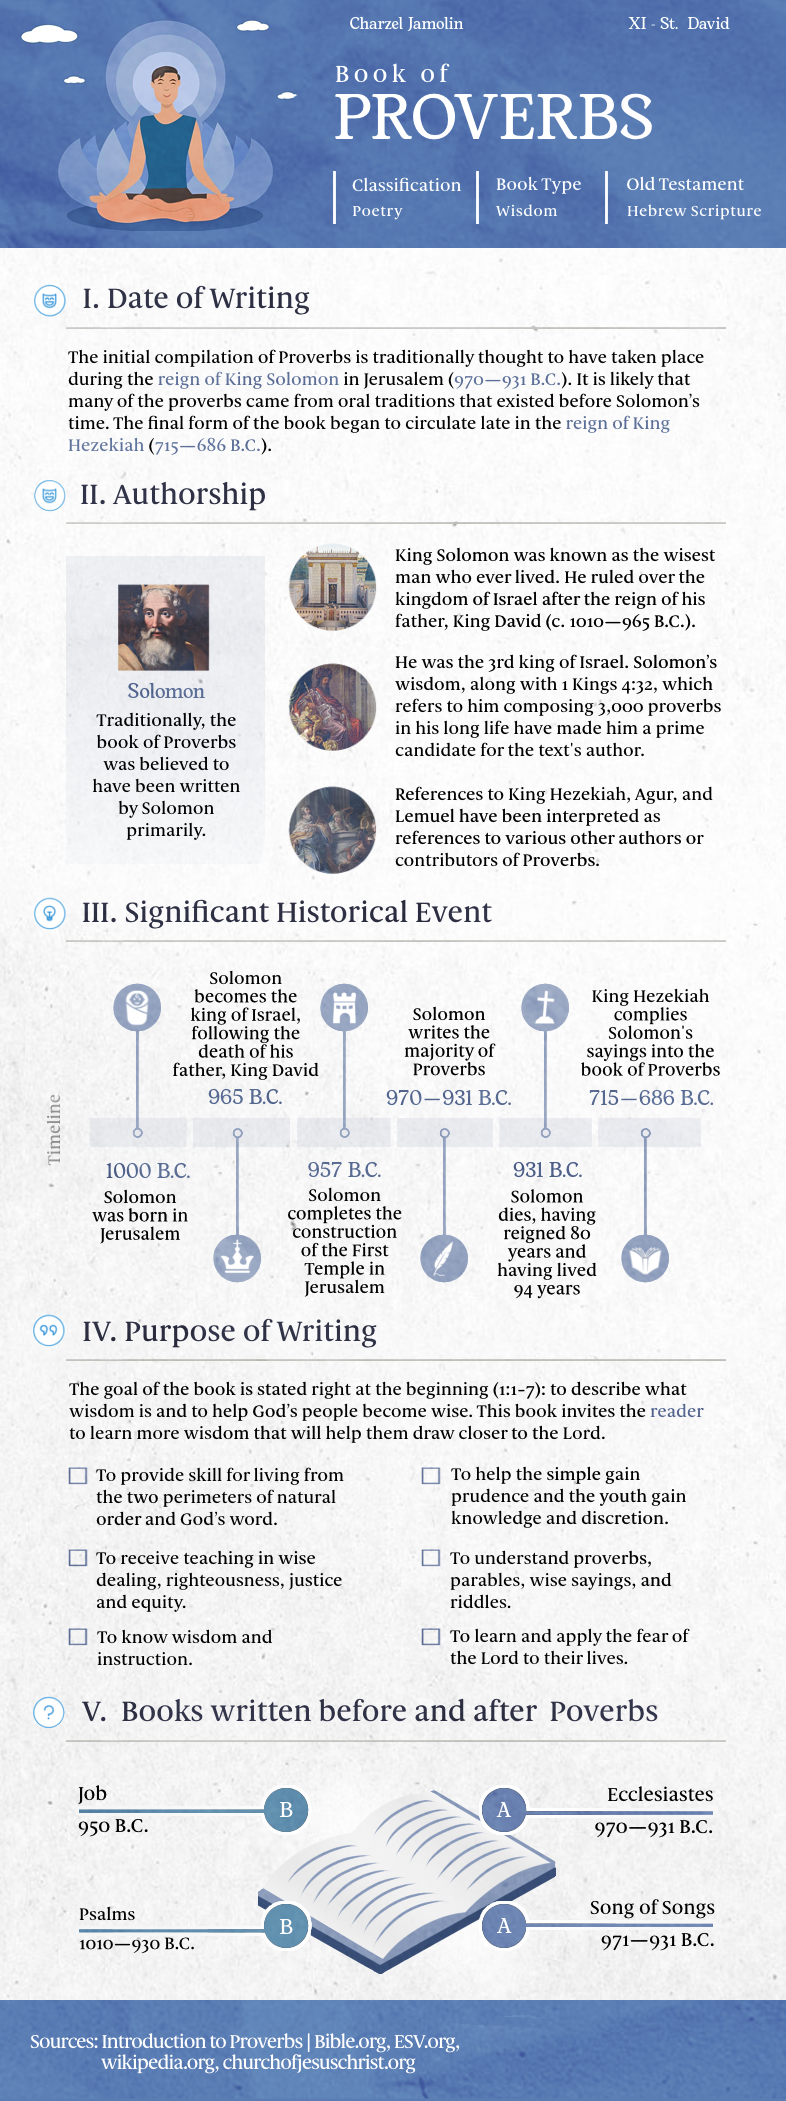 Charzel Jamolin
XI - St. David
Book of
PROVERBS
Classification
Poetry
Book Type
Wisdom
Old Testament
Hebrew Scripture
I. Date of Writing
The initial compilation of Proverbs is traditionally thought to have taken place
during the reign of King Solomon in Jerusalem (970—931 B.C.). It is likely that
many of the proverbs came from oral traditions that existed before Solomon's
time. The final form of the book began to circulate late in the reign of King
Hezekiah (715—686 B.C.).
II. Authorship
Solomon
Traditionally, the
book of Proverbs
was believed to
have been written
by Solomon
primarily.
King Solomon was known as the wisest
man who ever lived. He ruled over the
kingdom of Israel after the reign of his
father, King David (c. 1010—965 B.C.).
He was the 3rd king of Israel. Solomon's
wisdom, along with 1 Kings 4:32, which
refers to him composing 3,000 proverbs
in his long life have made him a prime
candidate for the text's author.
References to King Hezekiah, Agur, and
Lemuel have been interpreted as
references to various other authors or
contributors of Proverbs.
III. Significant Historical Event
Timeline
1000 B.C.
Solomon
was born in
Jerusalem
Solomon
becomes the
king of Israel,
following the
death of his
father, King David
965 B.C.
957 B.C.
Solomon
completes the
construction
of the First
Temple in
Jerusalem
Solomon
writes the
majority of
Proverbs
970—931 B.C.
931 B.C.
Solomon
dies, having
reigned 80
years and
having lived
94 years
King Hezekiah
complies
Solomon's
sayings into the
book of Proverbs
715—686 B.C.
IV. Purpose of Writing
The goal of the book is stated right at the beginning (1:1-7): to describe what
wisdom is and to help God's people become wise. This book invites the reader
to learn more wisdom that will help them draw closer to the Lord.
To provide skill for living from
the two perimeters of natural
order and God's word.
To receive teaching in wise
dealing, righteousness, justice
and equity.
To know wisdom and
instruction.
To help the simple gain
prudence and the youth gain
knowledge and discretion.
To understand proverbs,
parables, wise sayings, and
riddles.
To learn and apply the fear of
the Lord to their lives.
V. Books written before and after Poverbs
Job
950 B.C.
B
Psalms
1010—930 B.C.
B
A
Ecclesiastes
970—931 B.C.
A
Song of Songs
971—931 B.C.
Sources: Introduction to Proverbs | Bible.org, ESV.org,
wikipedia.org, churchofjesuschrist.org